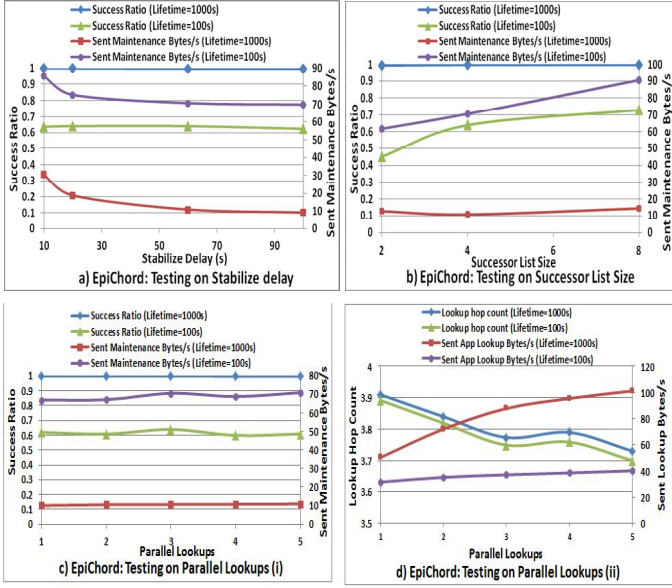 Success Ratio (Lifetime=1000s)
Success Ratio (Lifetime=100s)
Sent Maintenance Bytes/s (Lifetime=1000s)
Sent Maintenance Bytes/s (Lifetime=100s)
1
0.9
0.8
0.7
0.6
0.5
0.4
0.3
0.2
0.1
0
Success Ratio
90
80
70
60
50
40
30
20
10
0
Sent Maintenance Bytes/s
10 20 30 40 50 60 70 80 90 100
Stabilize Delay (s)
a) EpiChord: Testing on Stabilize delay
Success Ratio (Lifetime=1000s)
Success Ratio (Lifetime=100s)
Sent Maintenance Bytes/s (Lifetime=1000s)
Sent Maintenance Bytes/s (Lifetime=100s)
1
0.9
0.8
0.7
0.6
0.5
0.4
0.3
0.2
0.1
0
Success Ratio
100
90
80
70
60
50
40
30
20
10
0
Sent Maintenance Bytes/s
2 4 6 8
Successor List Size
b) EpiChord: Testing on Successor List Size
Success Ratio (Lifetime=1000s)
Success Ratio (Lifetime=100s)
Sent Maintenance Bytes/s (Lifetime=1000s)
Sent Maintenance Bytes/s (Lifetime=100s)
1
0.9
0.8
0.7
0.6
0.5
0.4
0.3
0.2
0.1
0
Success Ratio
80
70
60
50
40
30
20
10
0
Sent Maintenance Bytes/s
1 2 3 4 5
Parallel Lookups
c) EpiChord: Testing on Parallel Lookups (i)
Lookup hop count (Lifetime=1000s)
Lookup hop count (Lifetime=100s)
Sent App Lookup Bytes/s (Lifetime=1000s)
Sent App Lookup Bytes/s (Lifetime=100s)
4
3.9
3.8
3.7
3.6
3.5
Lookup Hop Count
120
100
80
60
40
20
0
Sent Lookup Bytes/s
1 2 3 4 5
Parallel Lookups
d) EpiChord: Testing on Parallel Lookups (ii)